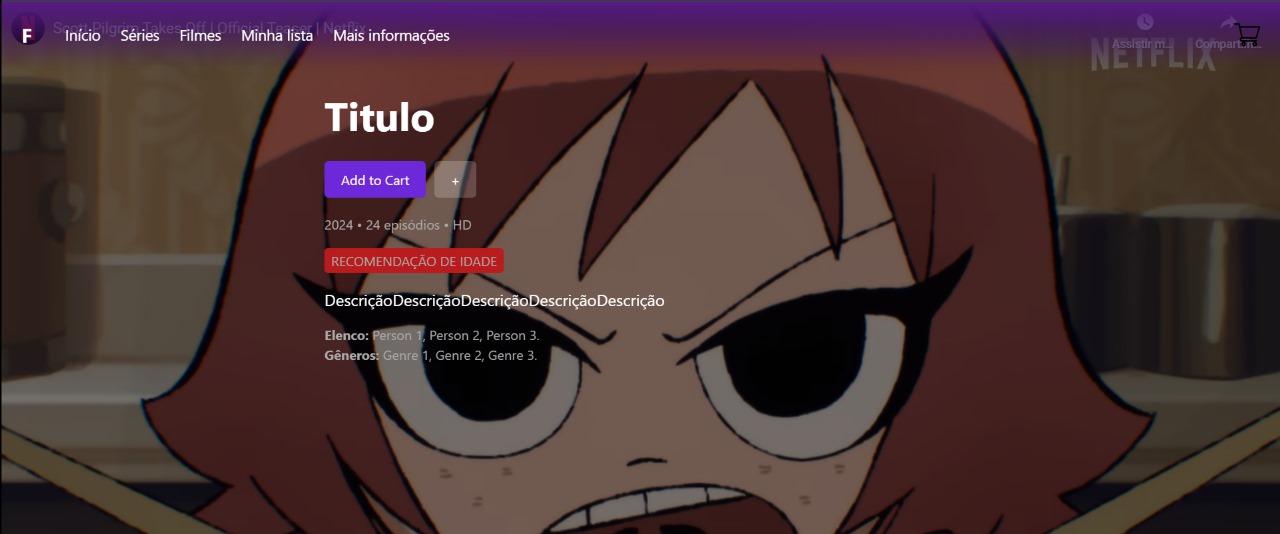 Scott Pilgrim Takes Off | Official Teaser | Netflix
F
Início Séries Filmes Minha lista Mais informações
Assistir m... Compartilh...
NETFLIX
Titulo
Add to Cart +
2024 • 24 episódios • HD
RECOMENDAÇÃO DE IDADE
DescriçãoDescriçãoDescriçãoDescriçãoDescrição
Elenco: Person 1, Person 2, Person 3.
Gêneros: Genre 1, Genre 2, Genre 3.